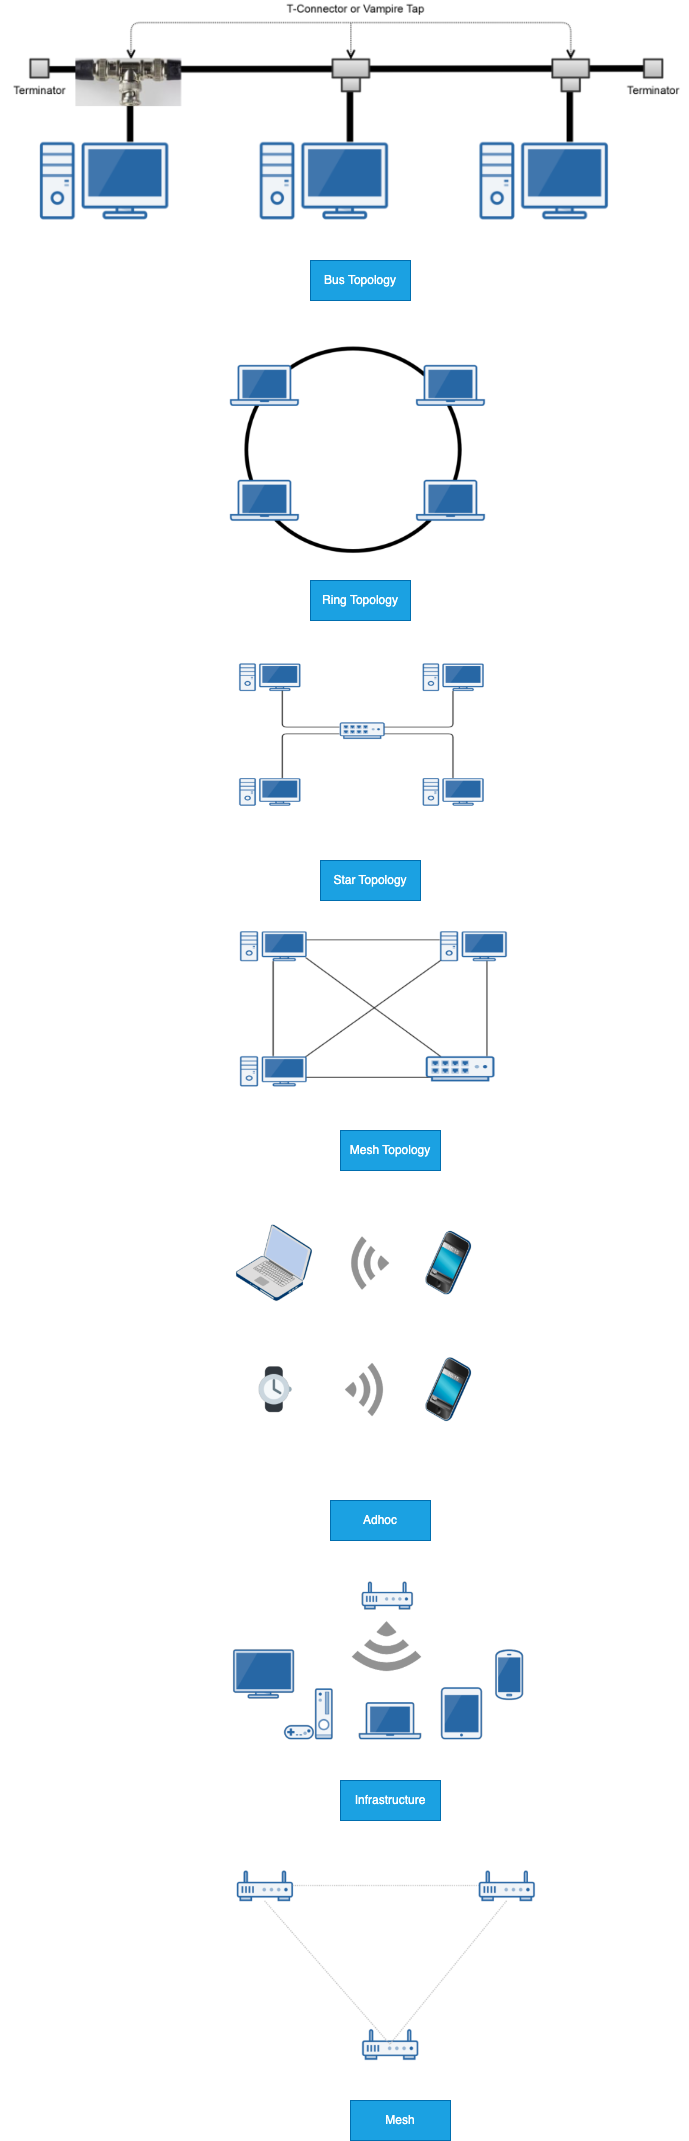 T-Connector or Vampire Tap
Terminator
Terminator
Bus Topology
Ring Topology
Star Topology
Mesh Topology
Adhoc
Infrastructure
Mesh